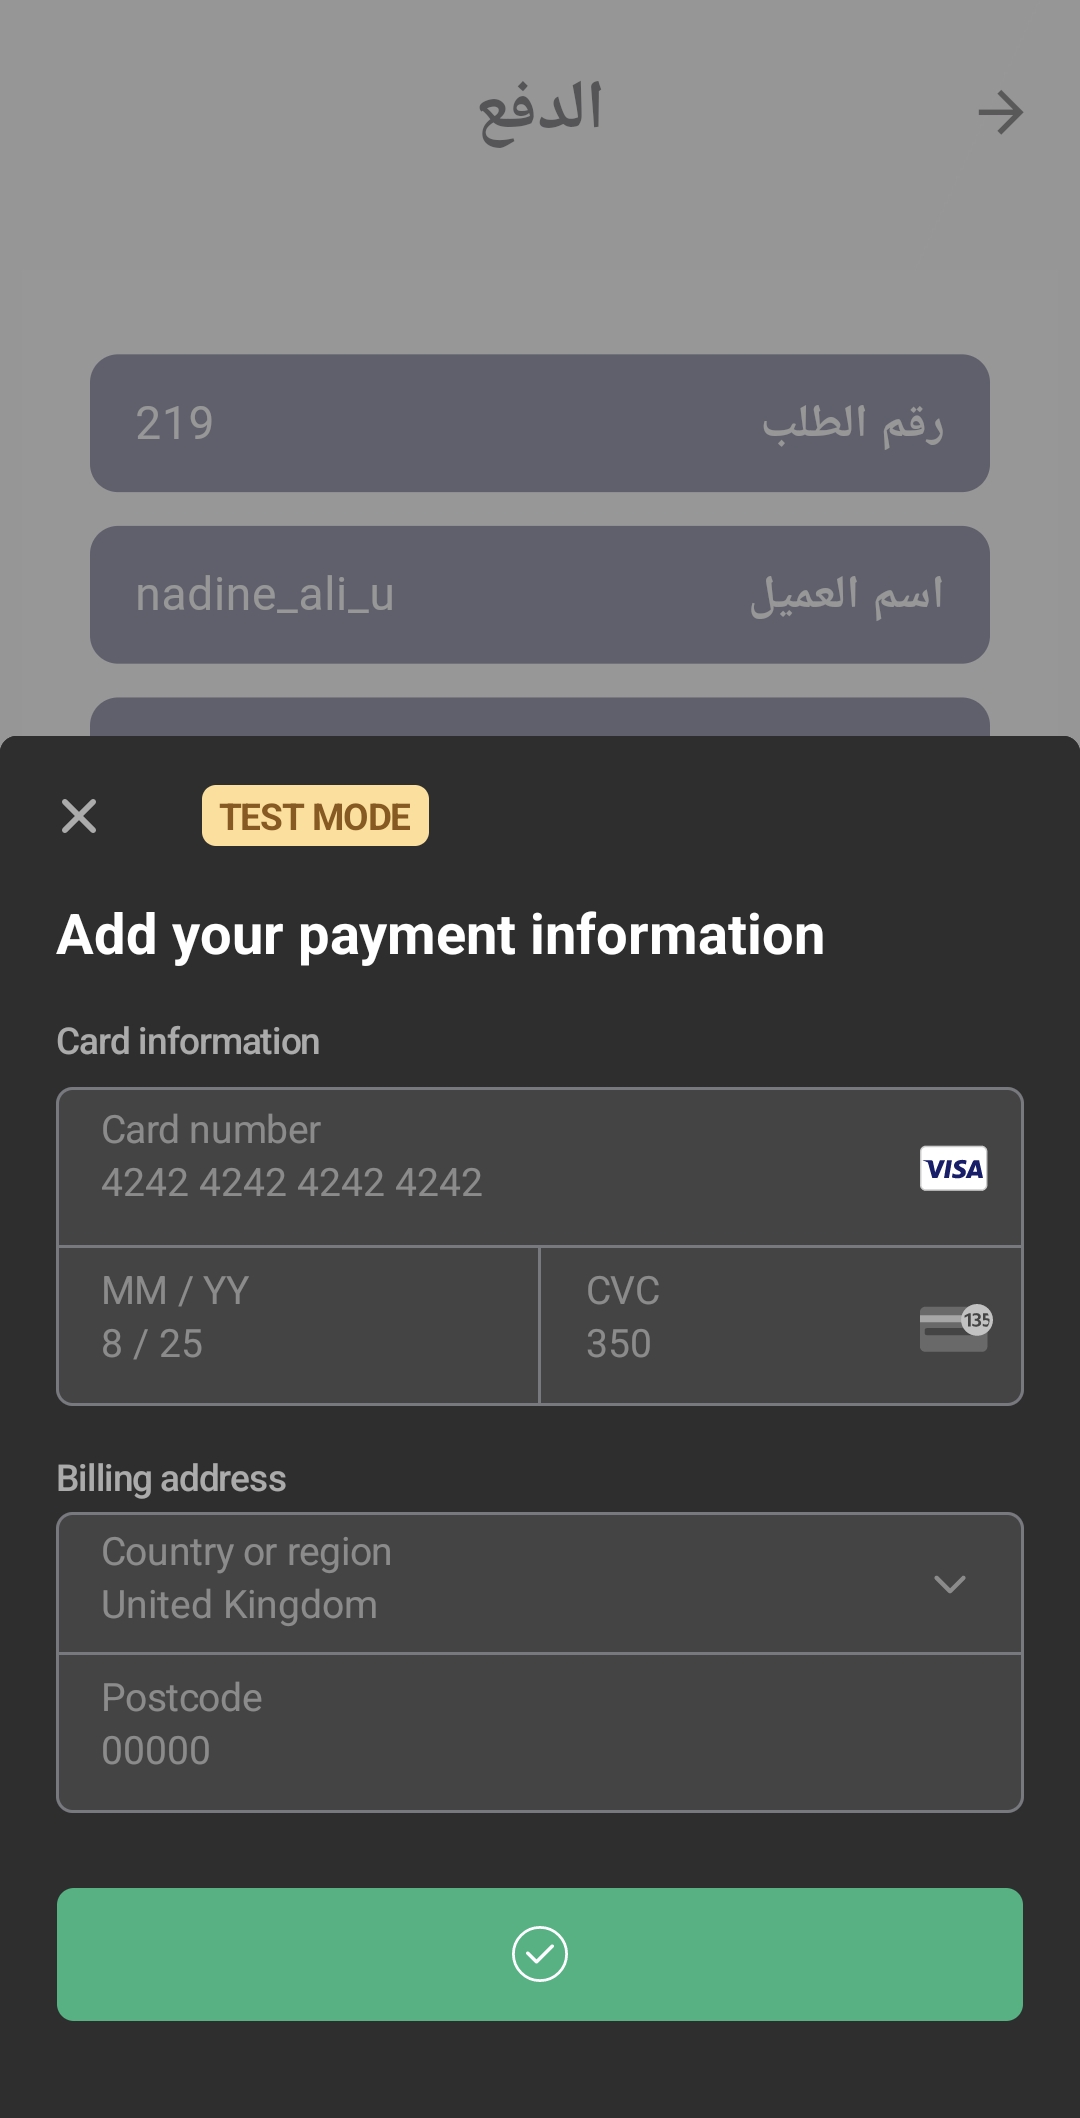 الدفع
رقم الطلب 219
اسم العميل nadine_ali_u
TEST MODE
Add your payment information
Card information
Card number
4242 4242 4242 4242
VISA
MM / YY
8 / 25
CVC
350
135
Billing address
Country or region
United Kingdom
Postcode
00000